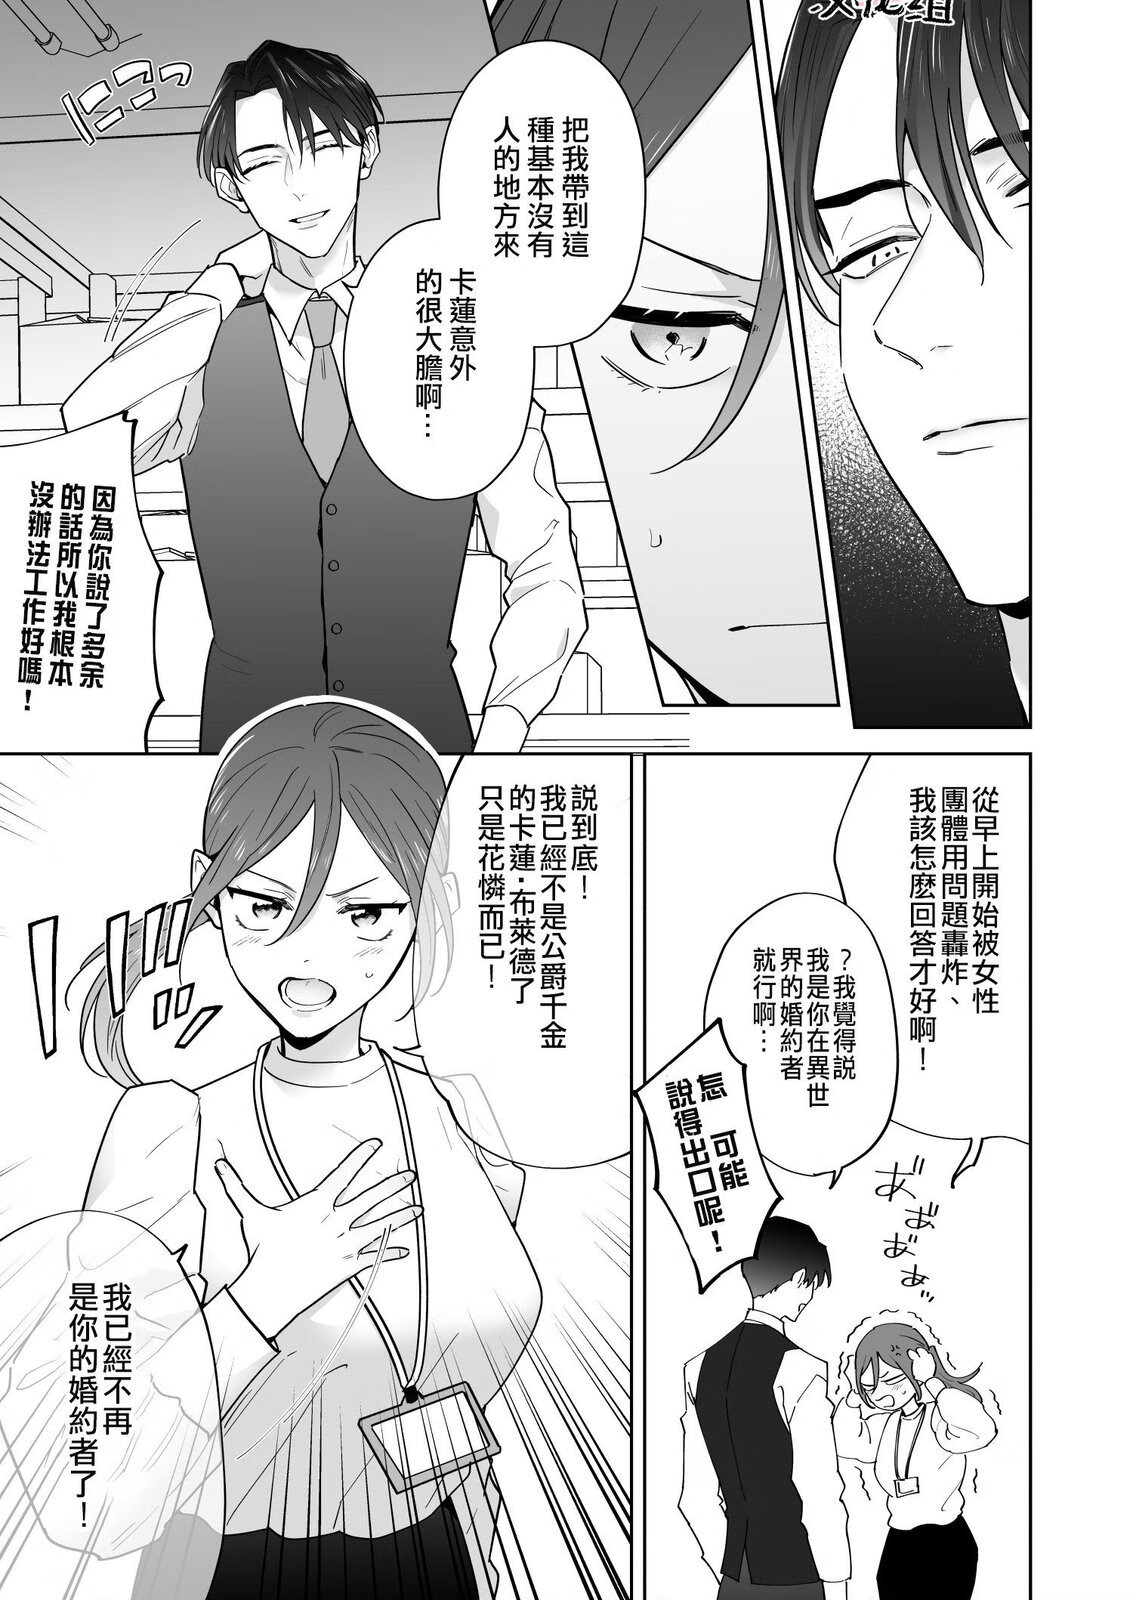 把我帶到這
種基本沒有
人的地方來
卡蓮意外
的很大膽啊…
にこっ
因為你說了多余
的話所以我根本
沒辦法工作好嗎！
從早上開始被女性
團體用問題轟炸、
我該怎麼回答才好啊！
？我覺得說
我是你在異世
界的婚約者
就行啊…
怎 可能
說得出口呢！
あ゛あ゛あ゛ぁ゛ッ
説到底！
我已經不是公爵千金
的卡蓮·布萊德了
只是花憐而已！
我已經不再
是你的婚約者了！